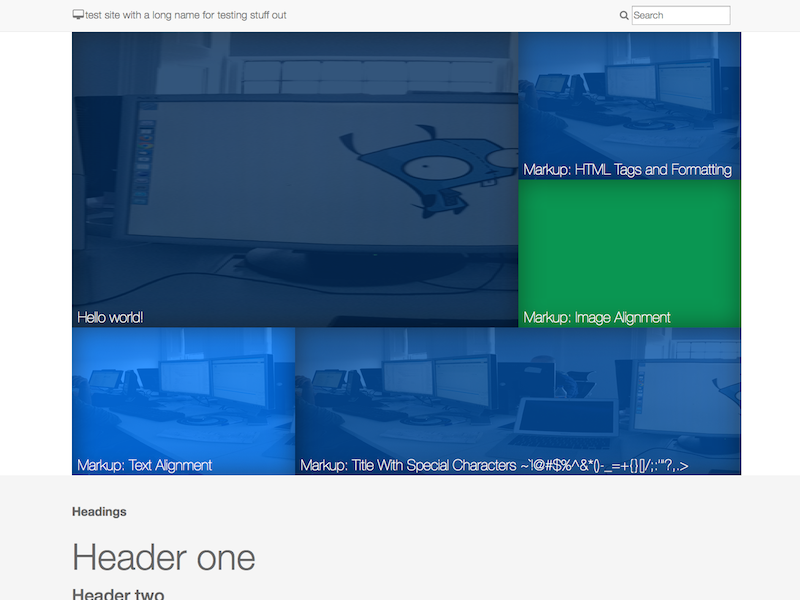 test site with a long name for testing stuff out
Search
Markup: HTML Tags and Formatting
Hello world!
Markup: Image Alignment
Markup: Text Alignment
Markup: Title With Special Characters ~`!@#$%^&*()-_=+{}[]/;:'"?,.>
Headings
Header one
Header two